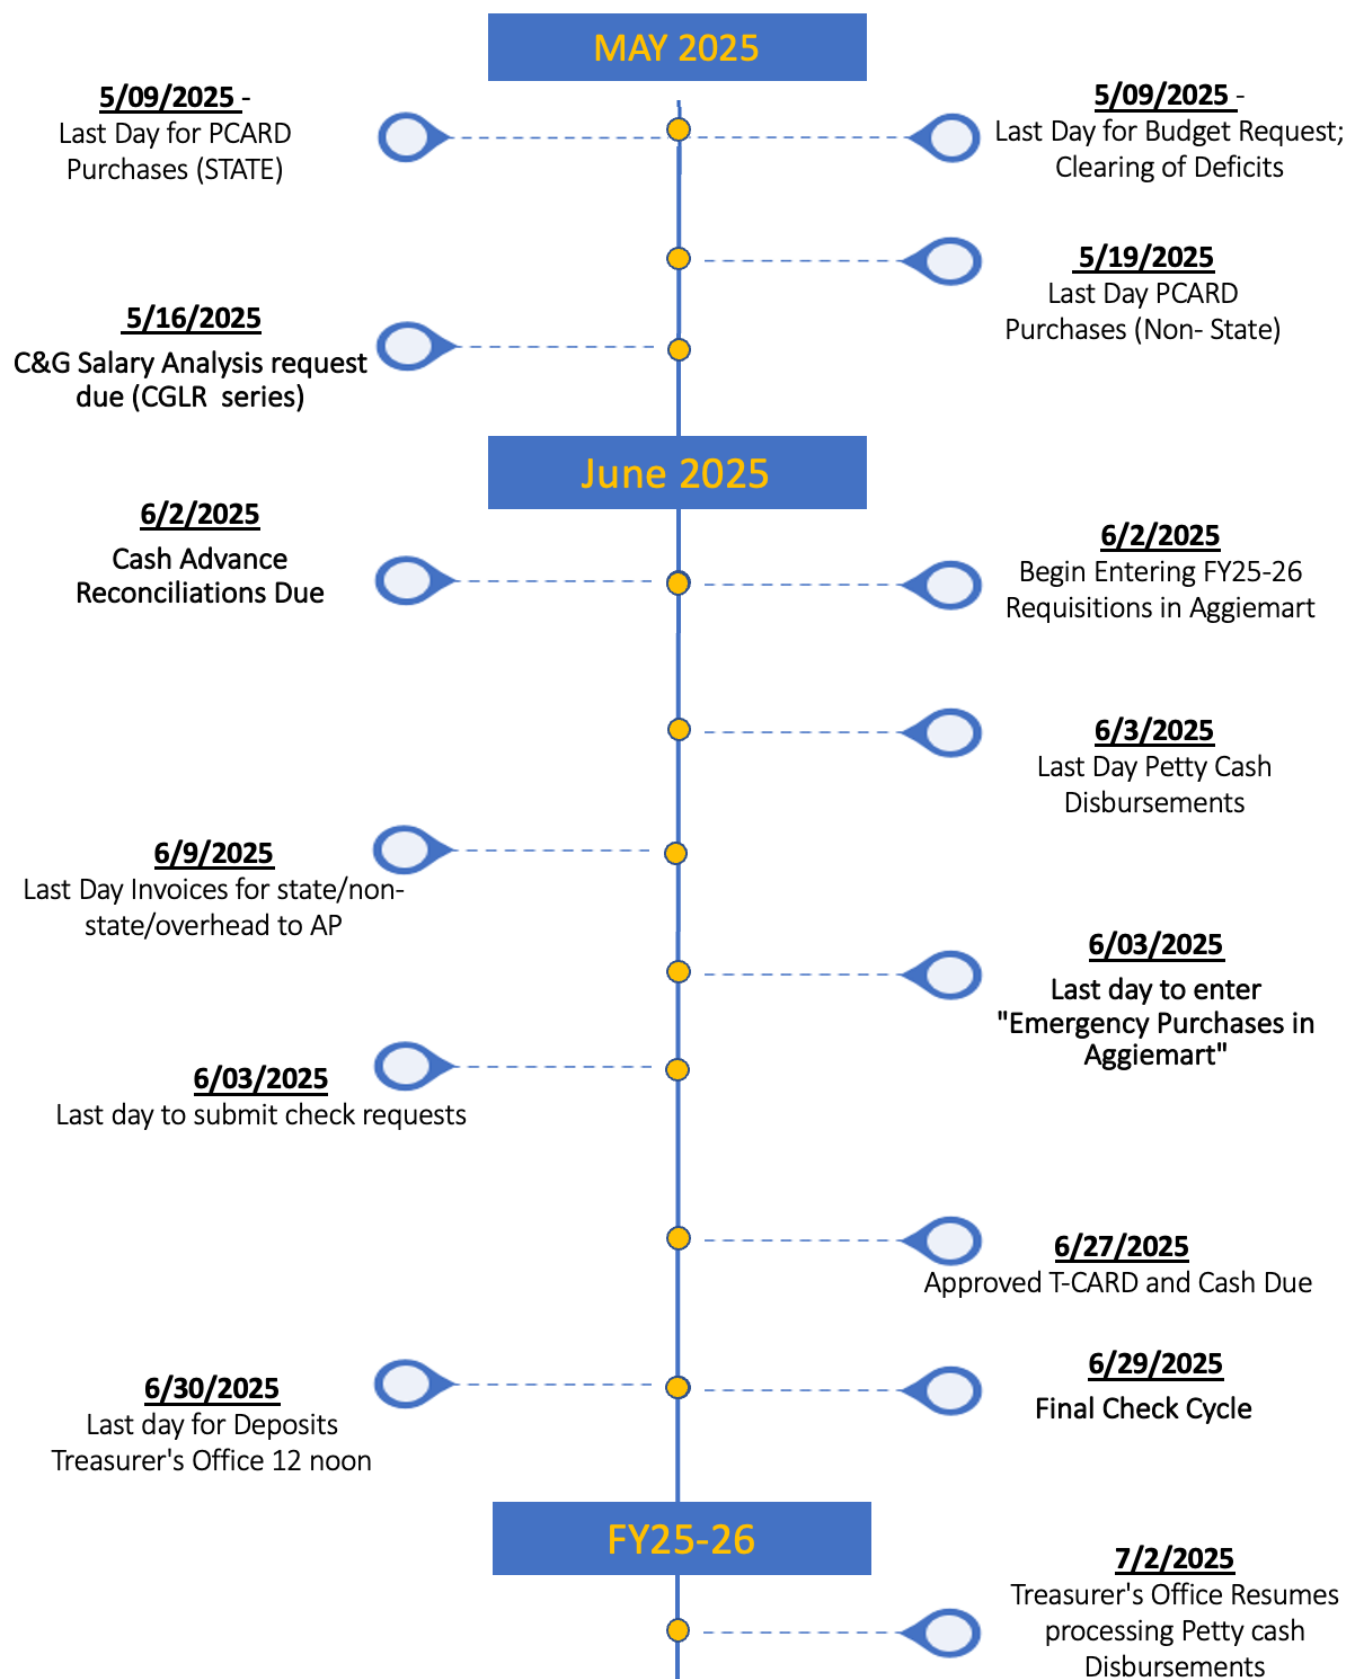 MAY 2025
5/09/2025 -
Last Day for PCARD
Purchases (STATE)
5/09/2025 -
Last Day for Budget Request;
Clearing of Deficits
5/19/2025
Last Day PCARD
Purchases (Non- State)
5/16/2025
C&G Salary Analysis request
due (CGLR series)
June 2025
6/2/2025
Cash Advance
Reconciliations Due
6/2/2025
Begin Entering FY25-26
Requisitions in Aggiemart
6/3/2025
Last Day Petty Cash
Disbursements
6/9/2025
Last Day Invoices for state/non-
state/overhead to AP
6/03/2025
Last day to enter
"Emergency Purchases in
Aggiemart"
6/03/2025
Last day to submit check requests
6/27/2025
Approved T-CARD and Cash Due
6/30/2025
Last day for Deposits
Treasurer's Office 12 noon
6/29/2025
Final Check Cycle
FY25-26
7/2/2025
Treasurer's Office Resumes
processing Petty cash
Disbursements